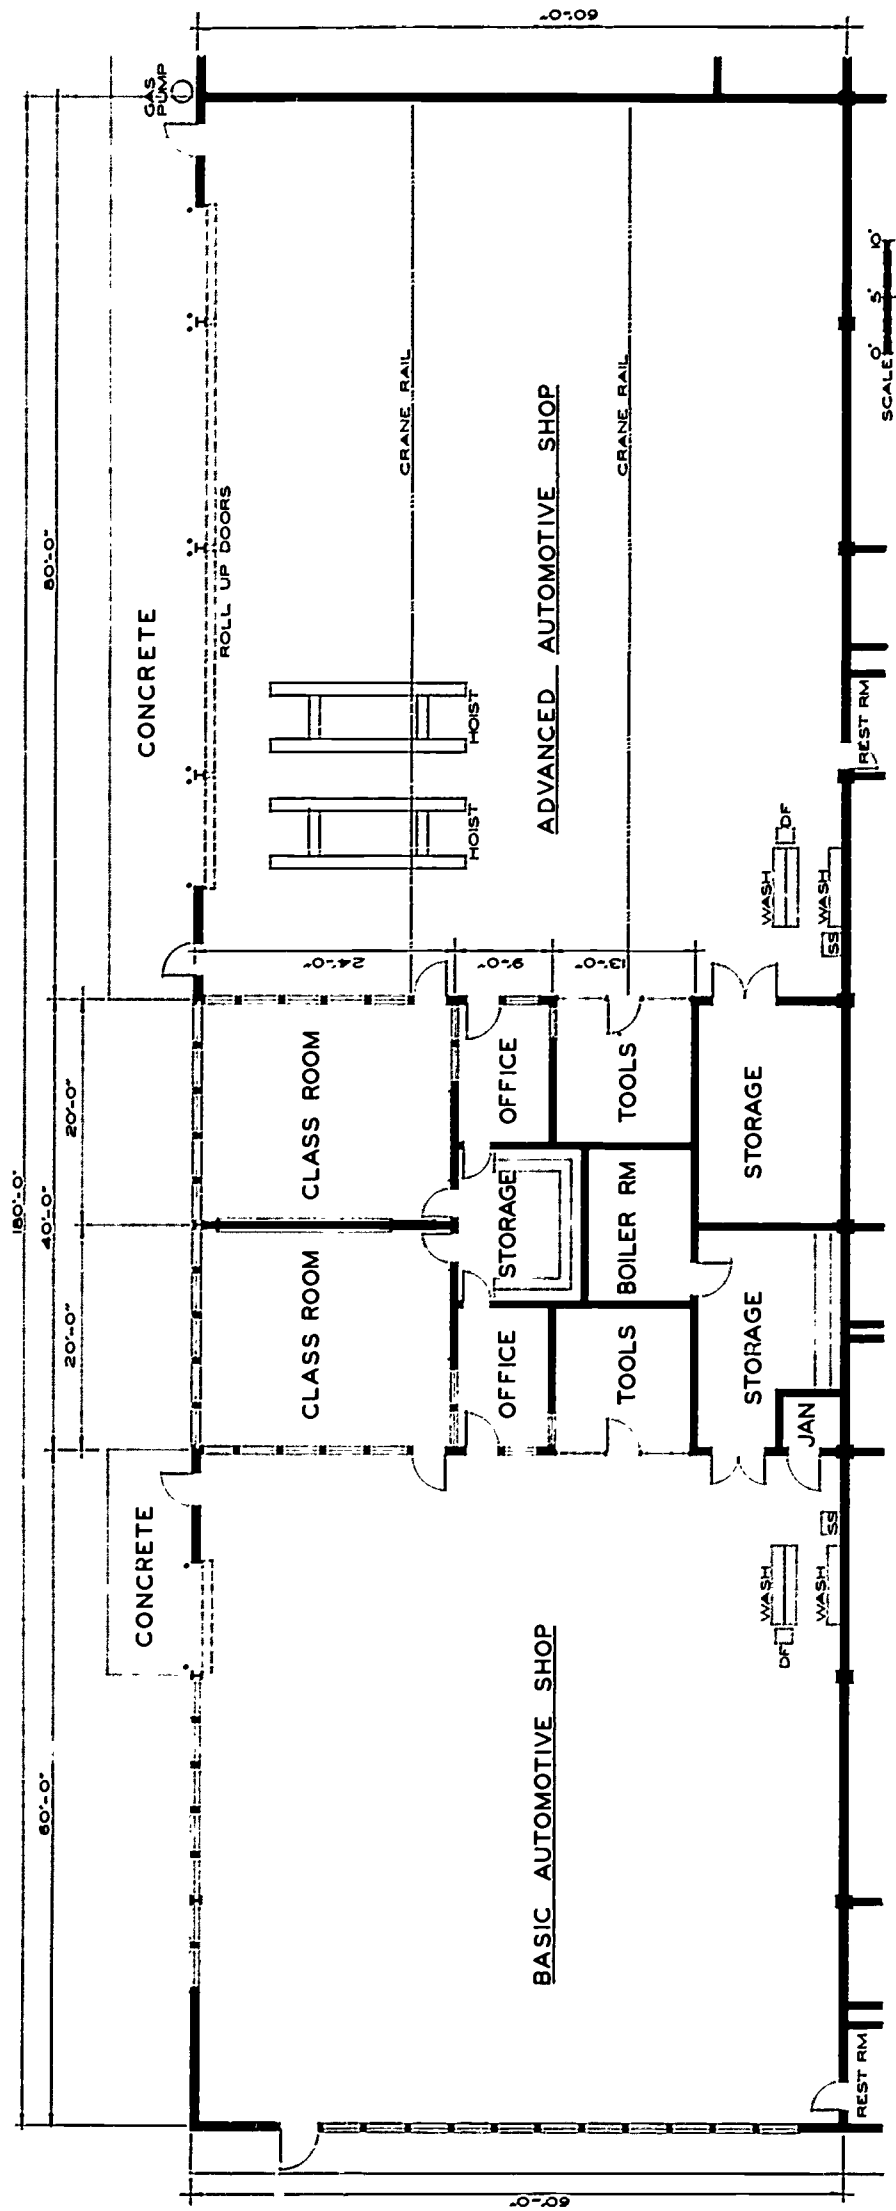 180'-0"
60'-0"
40'-0"
80'-0"
20'-0"
20'-0"
CONCRETE
CONCRETE
GAS
PUMP
ROLL UP DOORS
CLASS ROOM
CLASS ROOM
24'-0"
CRANE RAIL
HOIST
HOIST
OFFICE
STORAGE
OFFICE
9'-0"
60'-0"
60'-0"
BASIC AUTOMOTIVE SHOP
ADVANCED AUTOMOTIVE SHOP
TOOLS
BOILER RM
TOOLS
13'-0"
CRANE RAIL
STORAGE
STORAGE
DF
WASH
WASH
DF
JAN
WASH
SS
SS
WASH
REST RM
REST RM
SCALE
0' 5' 10'